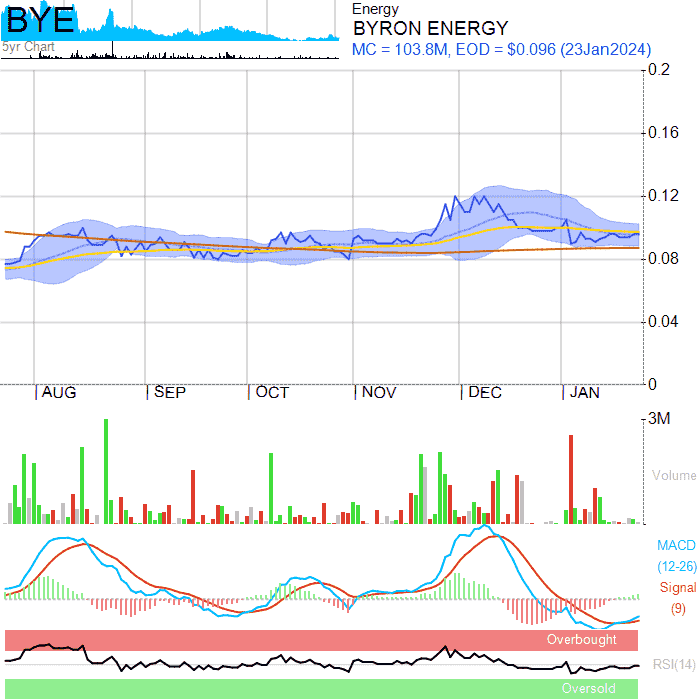 BYE
5yr Chart
Energy
BYRON ENERGY
MC = 103.8M, EOD = $0.096 (23Jan2024)
0.2
0.16
0.12
0.08
0.04
0
AUG SEP OCT NOV DEC JAN
3M
Volume
MACD
(12-26)
Signal
(9)
Overbought
RSI(14)
Oversold